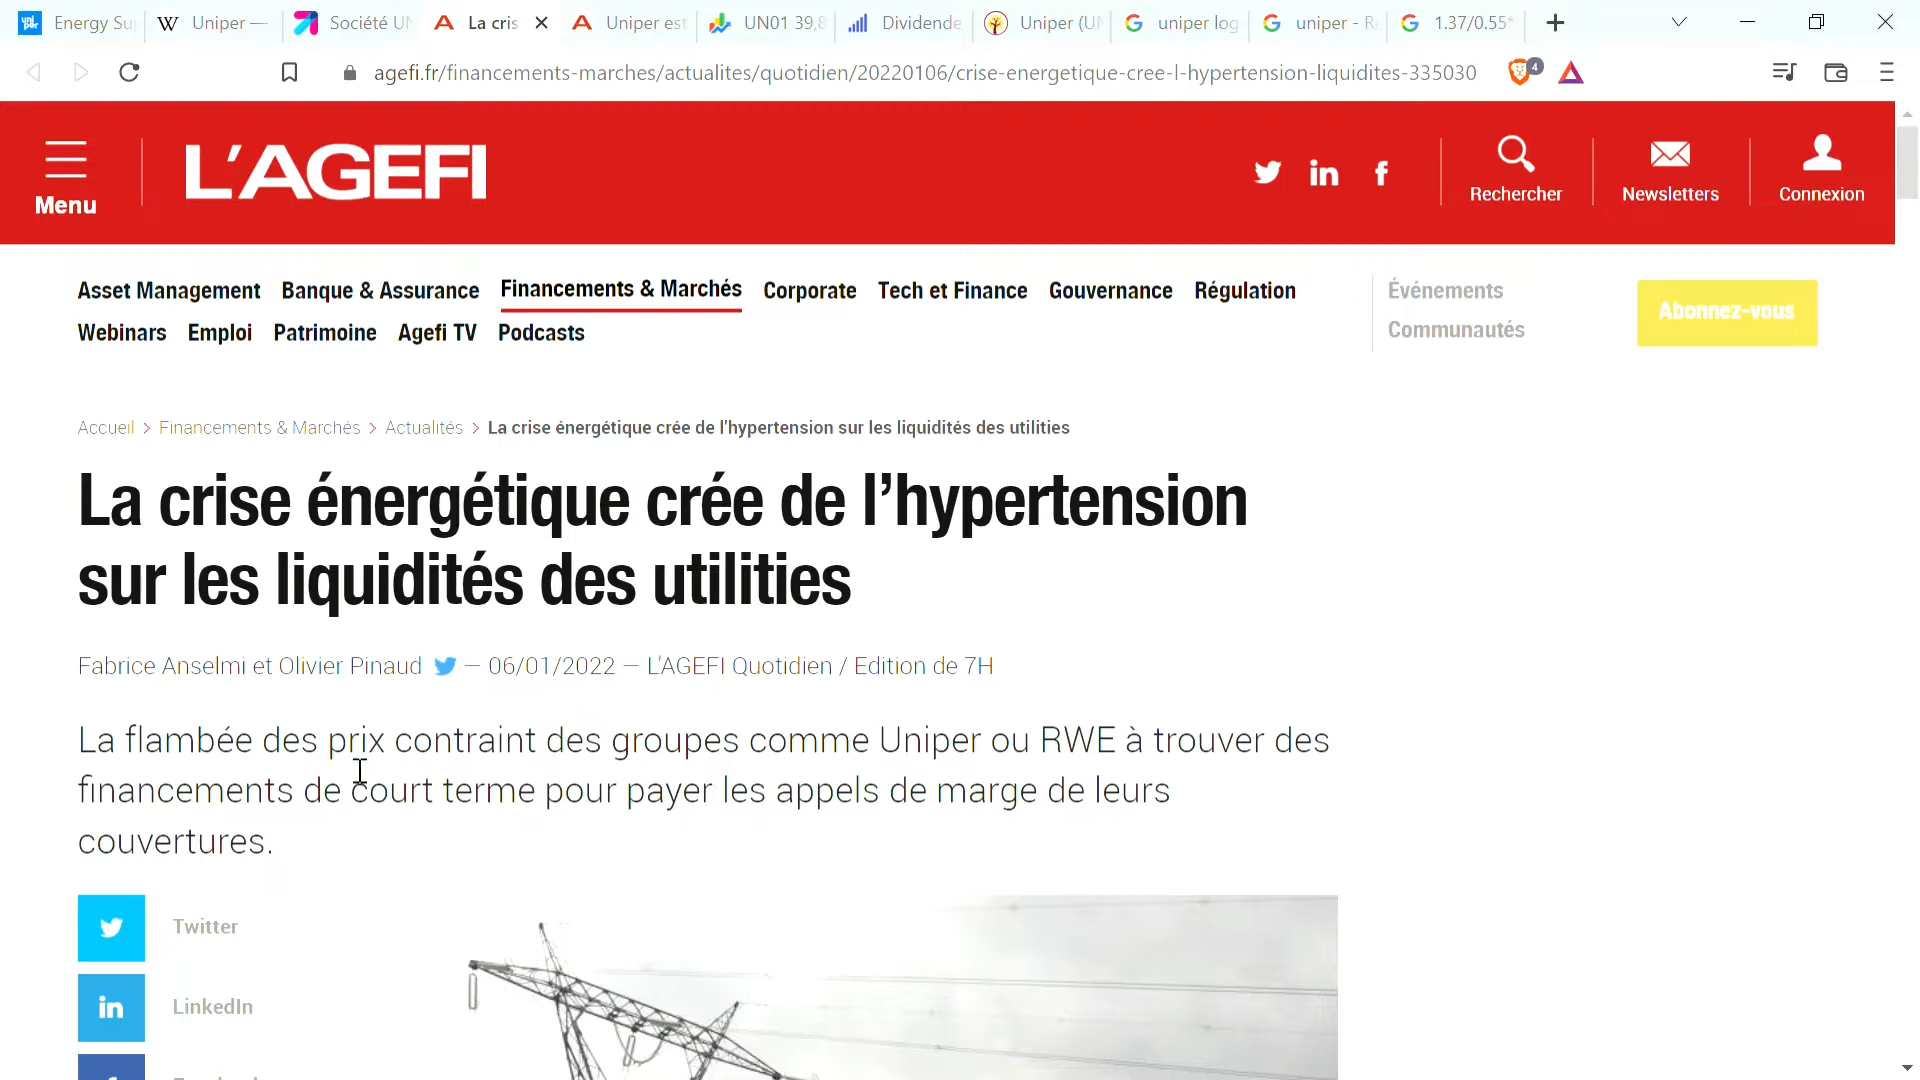 Energy Su
Uniper —
Société UN
La cris
Uniper est
UN01 39,8
Dividende
Uniper (UN
uniper log
uniper - Re
1.37/0.55*
agefi.fr/financements-marches/actualites/quotidien/20220106/crise-energetique-cree-l-hypertension-liquidites-335030
4
Menu
L'AGEFI
Rechercher
Newsletters
Connexion
Asset Management Banque & Assurance Financements & Marchés Corporate Tech et Finance Gouvernance Régulation
Webinars Emploi Patrimoine Agefi TV Podcasts
Événements
Communautés
Abonnez-vous
Accueil > Financements & Marchés > Actualités > La crise énergétique crée de l'hypertension sur les liquidités des utilities
La crise énergétique crée de l’hypertension
sur les liquidités des utilities
Fabrice Anselmi et Olivier Pinaud — 06/01/2022 — L'AGEFI Quotidien / Edition de 7H
La flambée des prix contraint des groupes comme Uniper ou RWE à trouver des
financements de court terme pour payer les appels de marge de leurs
couvertures.
Twitter
LinkedIn